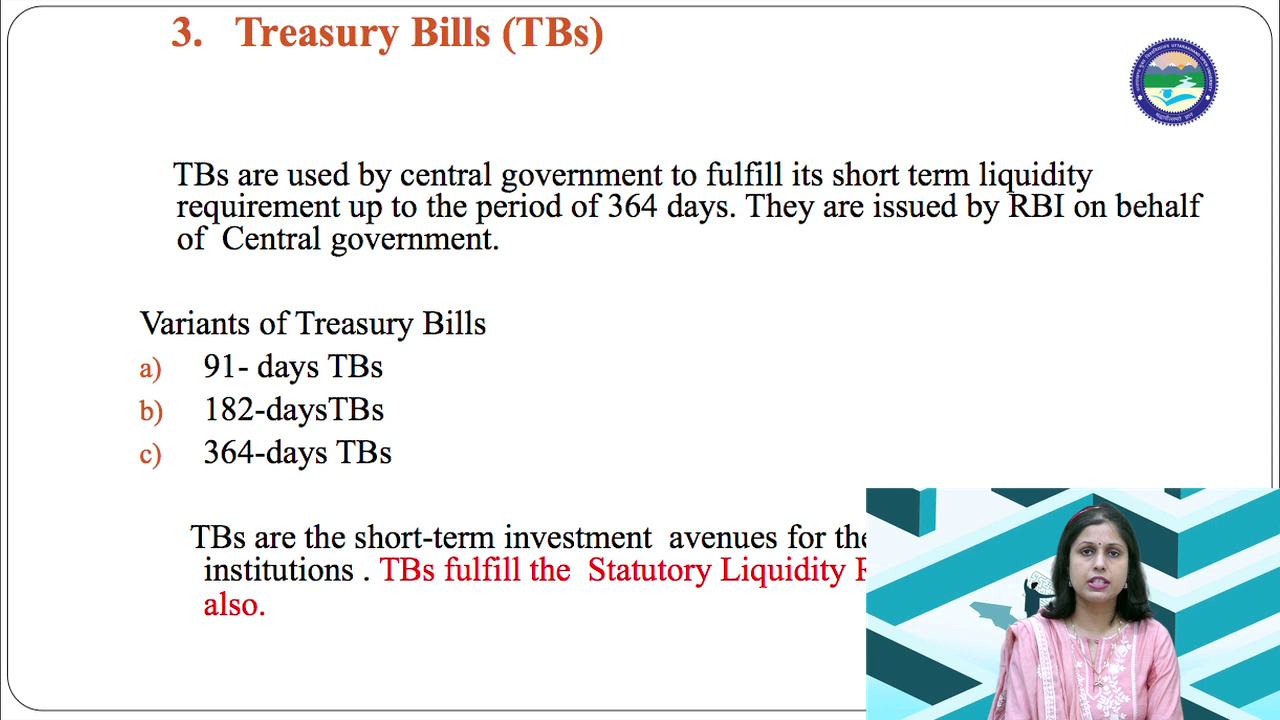 3. Treasury Bills (TBs)
TBs are used by central government to fulfill its short term liquidity
requirement up to the period of 364 days. They are issued by RBI on behalf
of Central government.
Variants of Treasury Bills
a) 91- days TBs
b) 182-daysTBs
c) 364-days TBs
TBs are the short-term investment avenues for the
institutions . TBs fulfill the Statutory Liquidity
also.